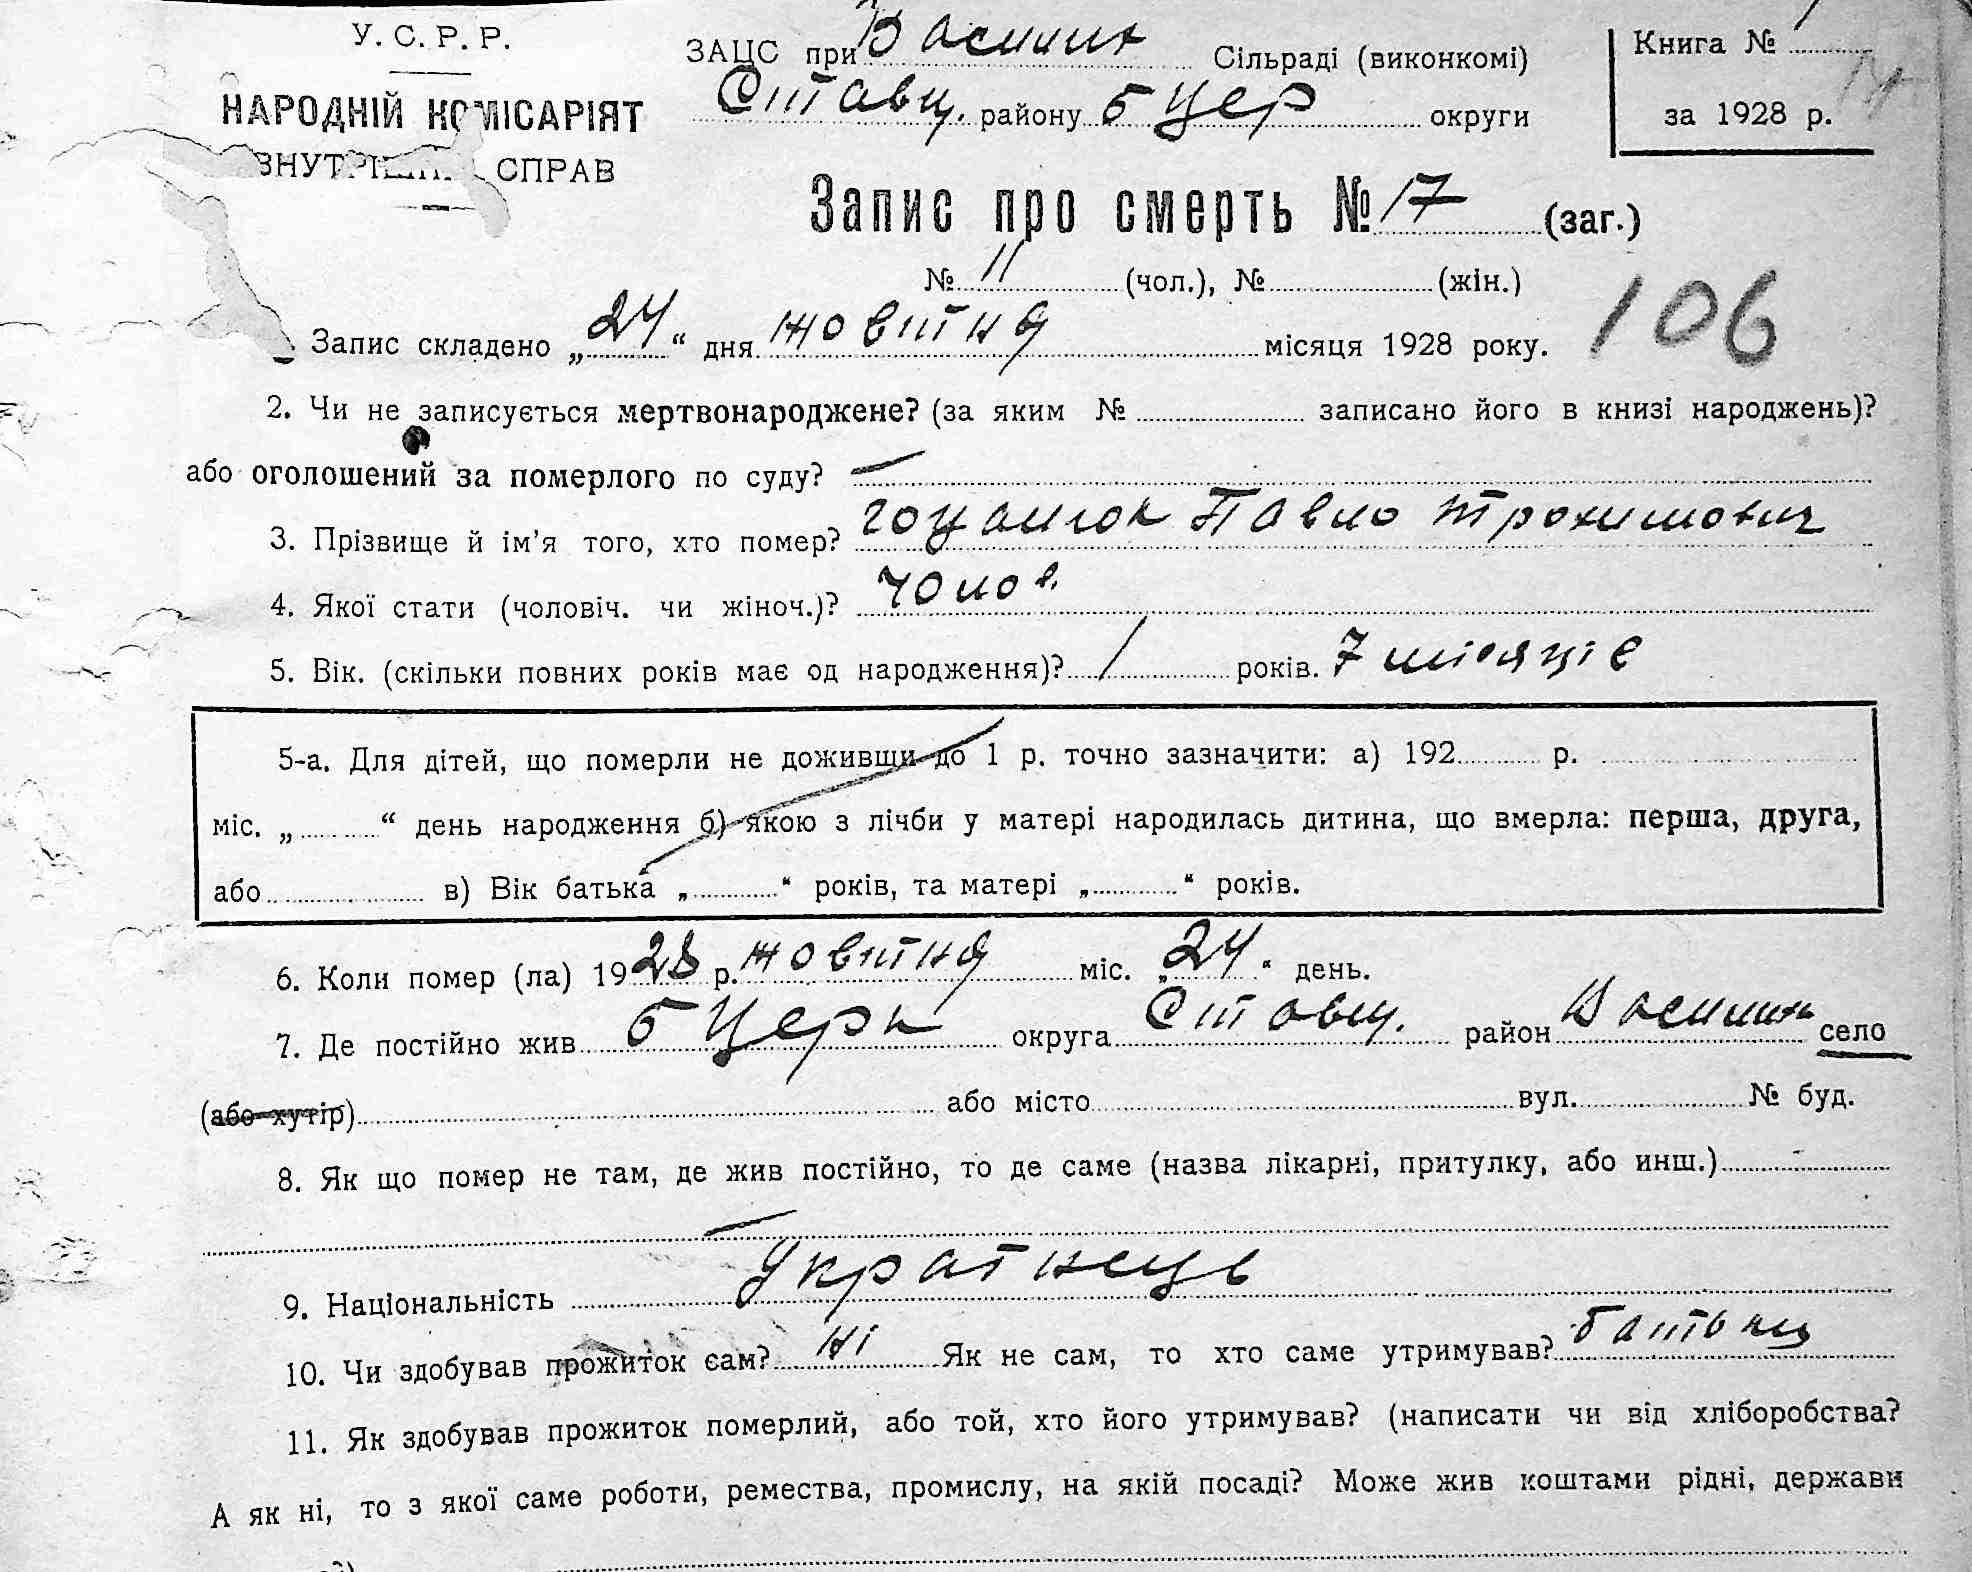 У. С. Р. Р.
НАРОДНІЙ КОМІСАРІЯТ
ВНУТРІШНІХ СПРАВ
ЗАЦС при Василих Сільраді (виконкомі)
Ставищ. району Б Цер округи
Книга №
за 1928 р.
Запис про смерть № 17 (заг.)
№ 11 (чол.), № (жін.)
106
Запис складено „24“ дня жовтня місяця 1928 року.
2. Чи не записується мертвонароджене? (за яким № записано його в книзі народжень)?
або оголошений за померлого по суду? —
3. Прізвище й ім’я того, хто помер? Гоцалюк Павло Трохимович
4. Якої стати (чоловіч. чи жіноч.)? Чолов.
5. Вік. (скільки повних років має од народження)? 1 років. 7 місяців
5-а. Для дітей, що померли не доживши до 1 р. точно зазначити: а) 192 р.
міс. „ “ день народження б) якою з лічби у матері народилась дитина, що вмерла: перша, друга,
або в) Вік батька „ “ років, та матері „ “ років.
6. Коли помер (ла) 1928 р. жовтня міс. „24“ день.
7. Де постійно жив Б Церк округа Ставищ. район село
(або хутір) або місто вул. № буд.
8. Як що помер не там, де жив постійно, то де саме (назва лікарні, притулку, або инш.) -
—
9. Національність Українець
10. Чи здобував прожиток сам? ні Як не сам, то хто саме утримував? батьки
11. Як здобував прожиток померлий, або той, хто його утримував? (написати чи від хліборобства?
А як ні, то з якої саме роботи, ремества, промислу, на якій посаді? Може жив коштами рідні, держави